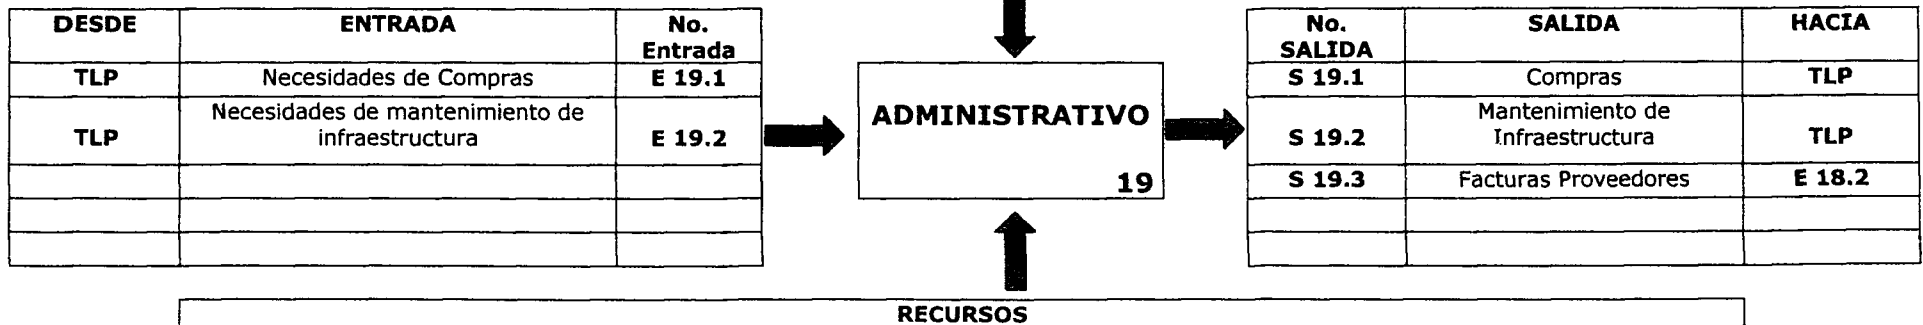 DESDE ENTRADA No. Entrada
TLP Necesidades de Compras E 19.1
Necesidades de mantenimiento de
TLP infraestructura E 19.2
ADMINISTRATIVO
19
No. SALIDA SALIDA HACIA
S 19.1 Compras TLP
Mantenimiento de
S 19.2 Infraestructura TLP
S 19.3 Facturas Proveedores E 18.2
RECURSOS